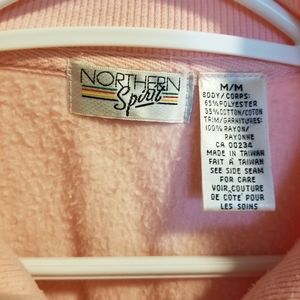 NORTHERN
Spirit
M/M
BODY/CORPS:
65%POLYESTER
35%COTTON/COTON
TRIM/GARNITURES:
100%RAYON/
RAYONNE
CA 00234
MADE IN TAIWAN
FAIT À TAIWAN
SEE SIDE SEAM
FOR CARE
VOIR COUTURE
DE COTÉ POUR
LES SOINS